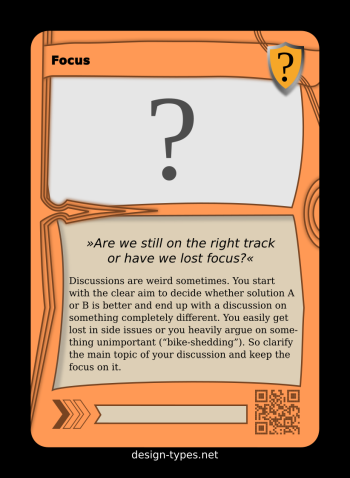 Focus
?
?
»Are we still on the right track
or have we lost focus?«
Discussions are weird sometimes. You start
with the clear aim to decide whether solution A
or B is better and end up with a discussion on
something completely different. You easily get
lost in side issues or you heavily argue on some-
thing unimportant (“bike-shedding”). So clarify
the main topic of your discussion and keep the
focus on it.
design-types.net